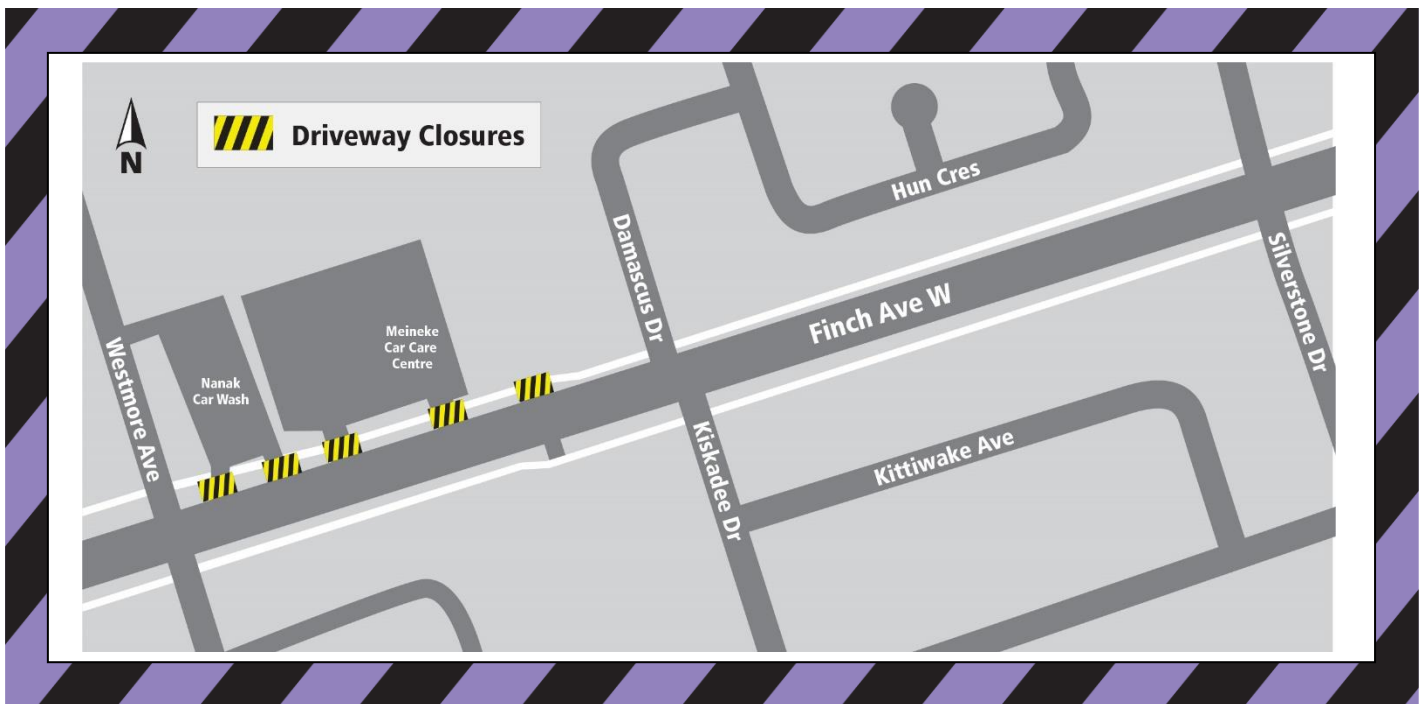 N
Driveway Closures
Hun Cres
Damascus Dr
Finch Ave W
Silverstone Dr
Westmore Ave
Meineke
Car Care
Centre
Nanak
Car Wash
Kiskadee Dr
Kittiwake Ave